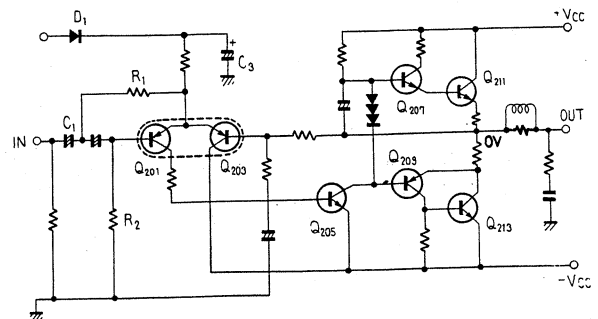 D1
+Vcc
+
C3
R1
Q211
Q207
C1
OUT
IN
0V
Q201
Q203
Q209
Q205
R2
Q213
-Vcc